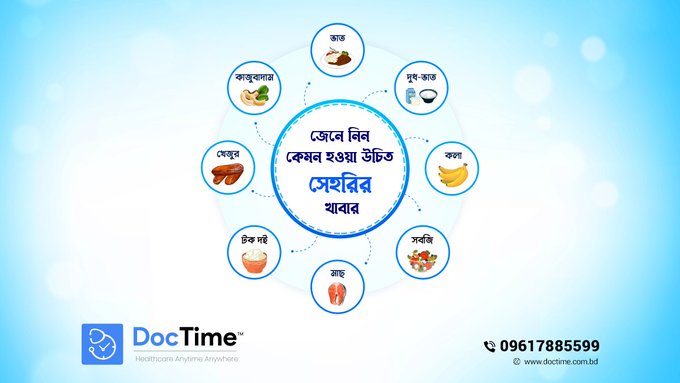 ভাত
কাজুবাদাম
দুধ-ভাত
জেনে নিন
কেমন হওয়া উচিত
সেহরির
খাবার
খেজুর
কলা
টক দই
সবজি
মাছ
DocTime™
Healthcare Anytime Anywhere
09617885599
www.doctime.com.bd